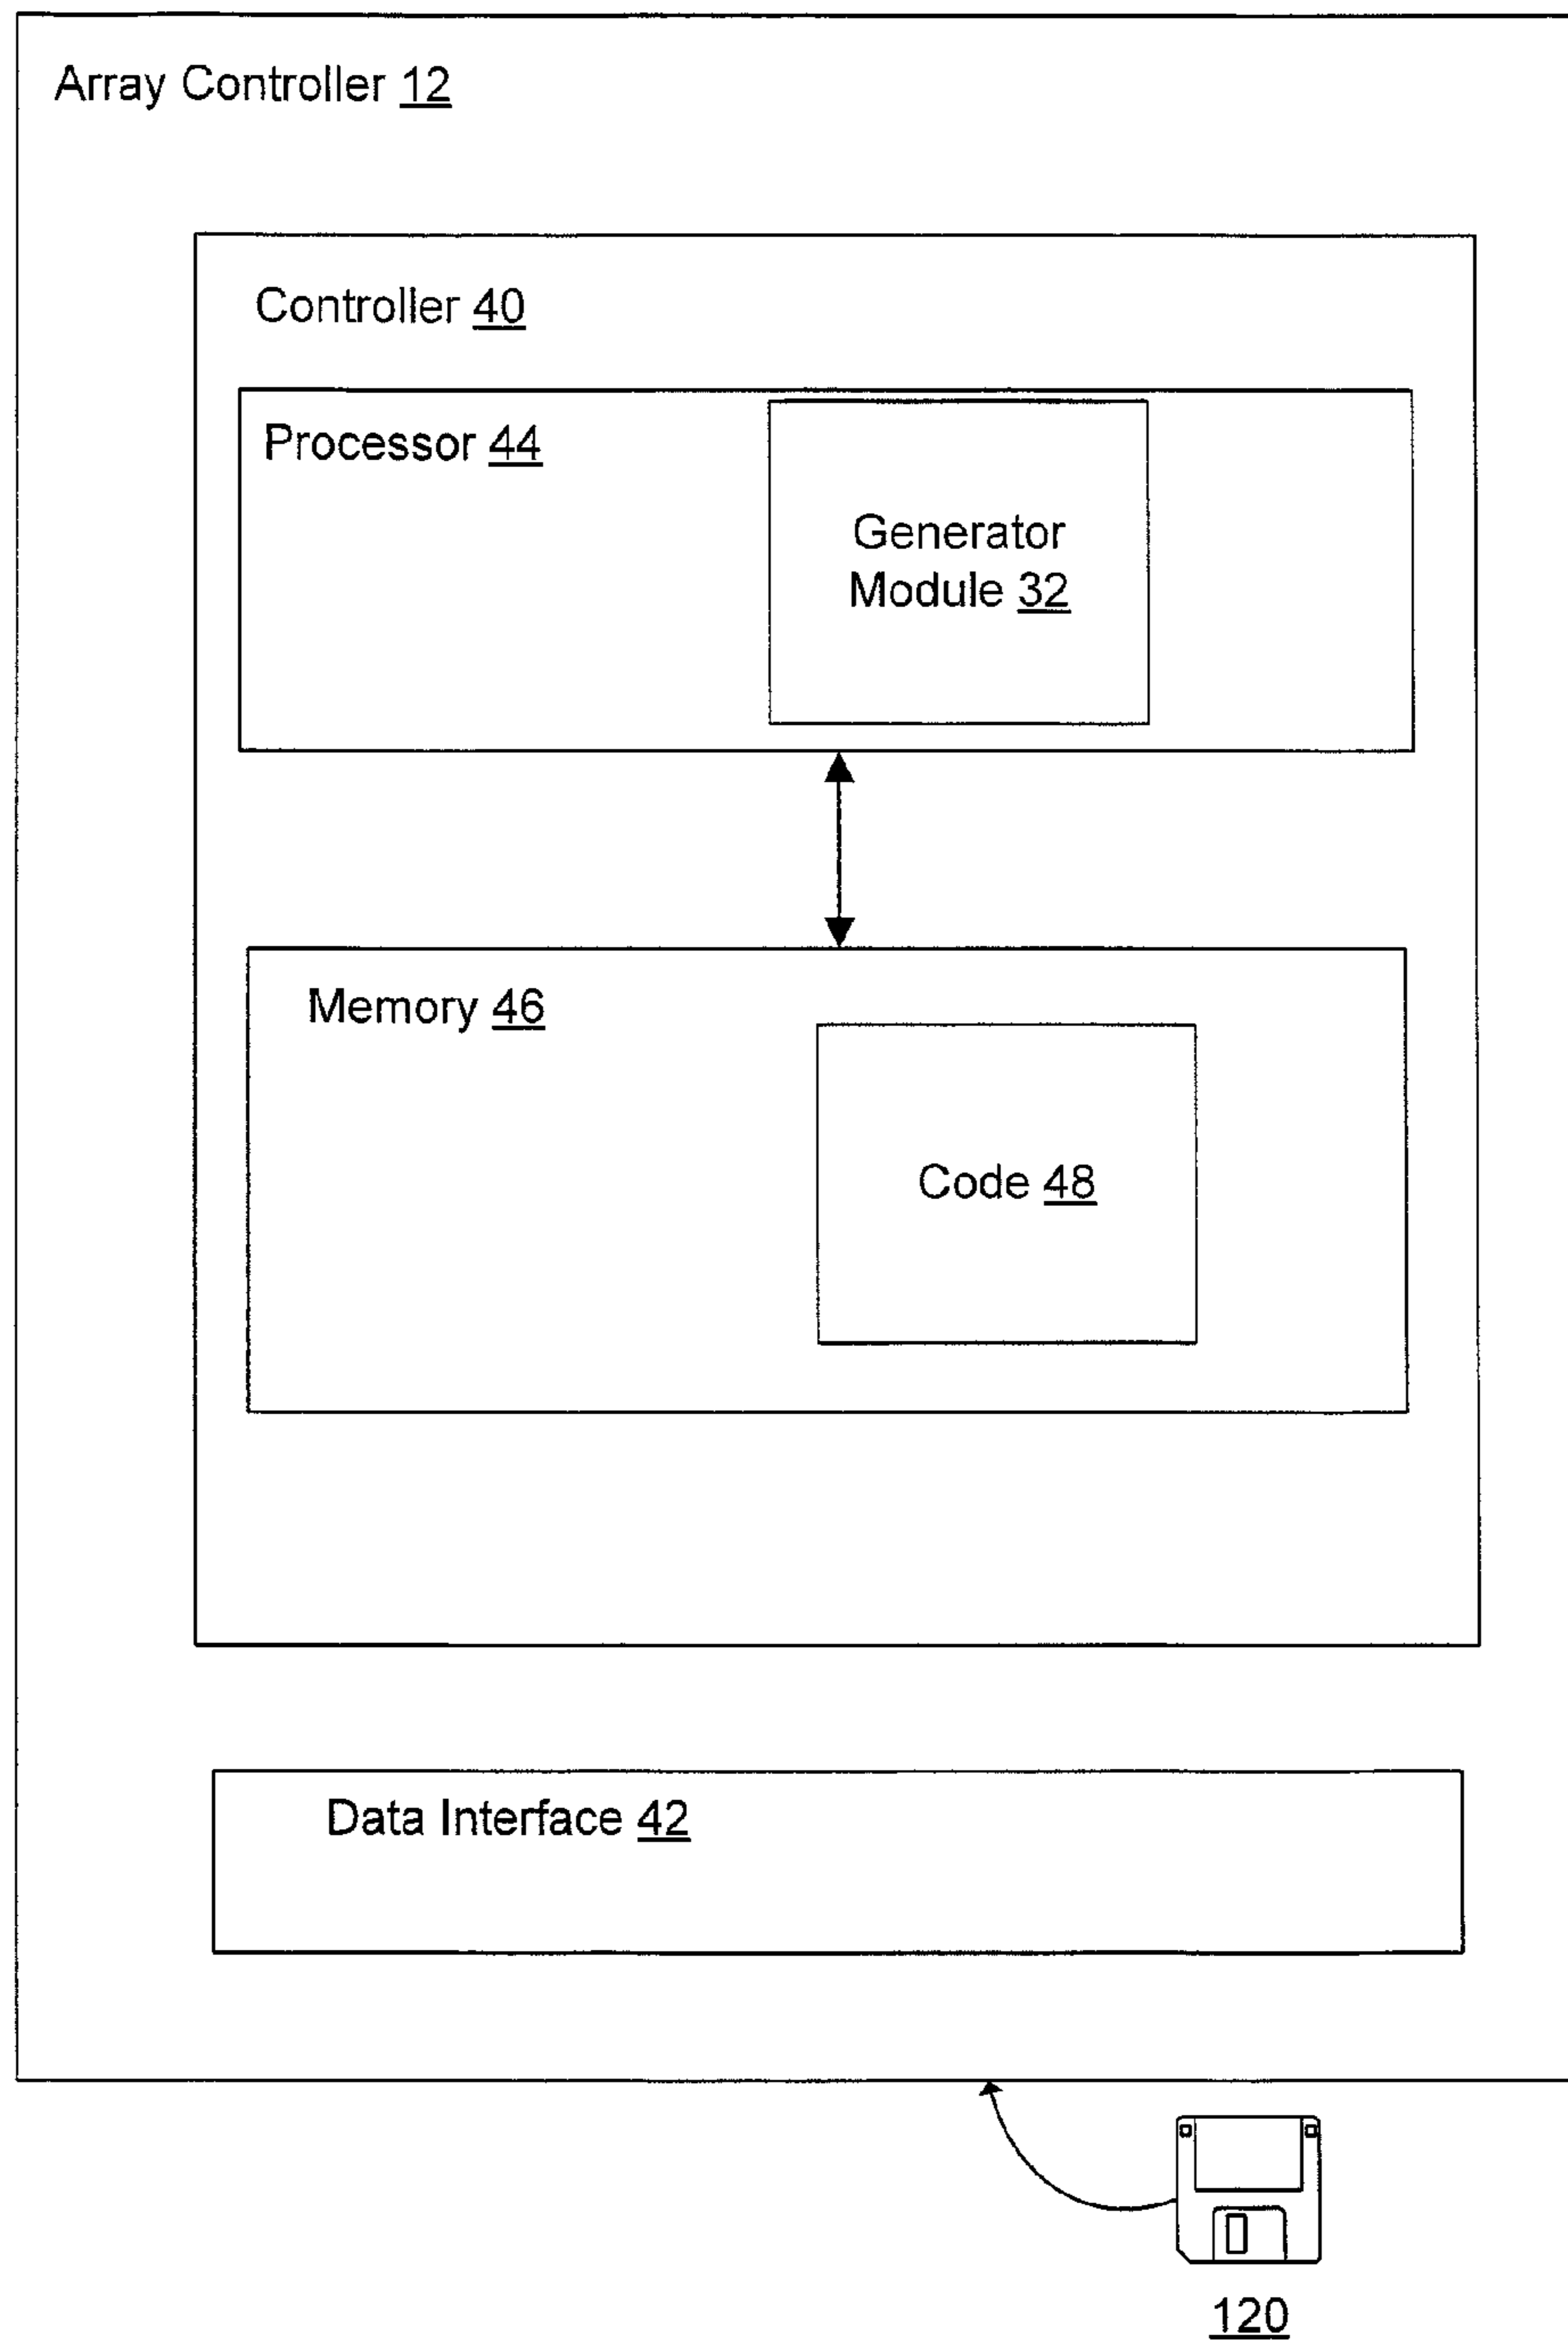 Array Controller 12
Controller 40
Processor 44
Generator
Module 32
Memory 46
Code 48
Data Interface 42
120